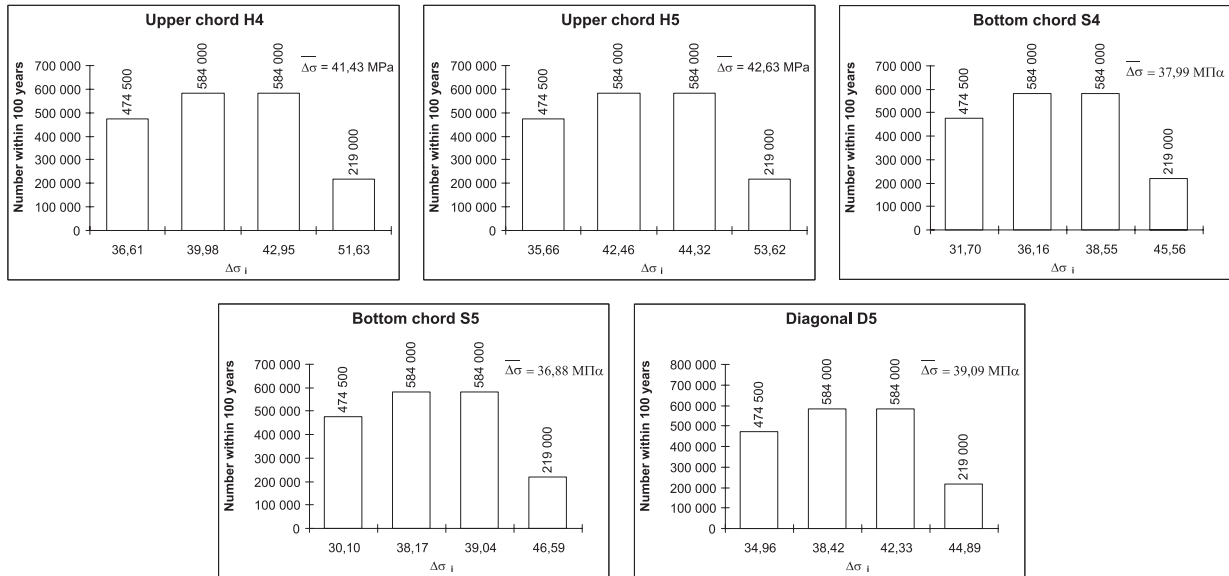 Upper chord H4
Number within 100 years
700 000
600 000
500 000
400 000
300 000
200 000
100 000
0
474 500
584 000
584 000
219 000
Δσ = 41,43 MPa
36,61 39,98 42,95 51,63
Δσ i
Upper chord H5
Number within 100 years
700 000
600 000
500 000
400 000
300 000
200 000
100 000
0
474 500
584 000
584 000
219 000
Δσ = 42,63 MPa
35,66 42,46 44,32 53,62
Δσ i
Bottom chord S4
Number within 100 years
700 000
600 000
500 000
400 000
300 000
200 000
100 000
0
474 500
584 000
584 000
219 000
Δσ = 37,99 ΜΠα
31,70 36,16 38,55 45,56
Δσ i
Bottom chord S5
Number within 100 years
700 000
600 000
500 000
400 000
300 000
200 000
100 000
0
474 500
584 000
584 000
219 000
Δσ = 36,88 ΜΠα
30,10 38,17 39,04 46,59
Δσ i
Diagonal D5
Number within 100 years
800 000
700 000
600 000
500 000
400 000
300 000
200 000
100 000
0
474 500
584 000
584 000
219 000
Δσ = 39,09 ΜΠα
34,96 38,42 42,33 44,89
Δσ i